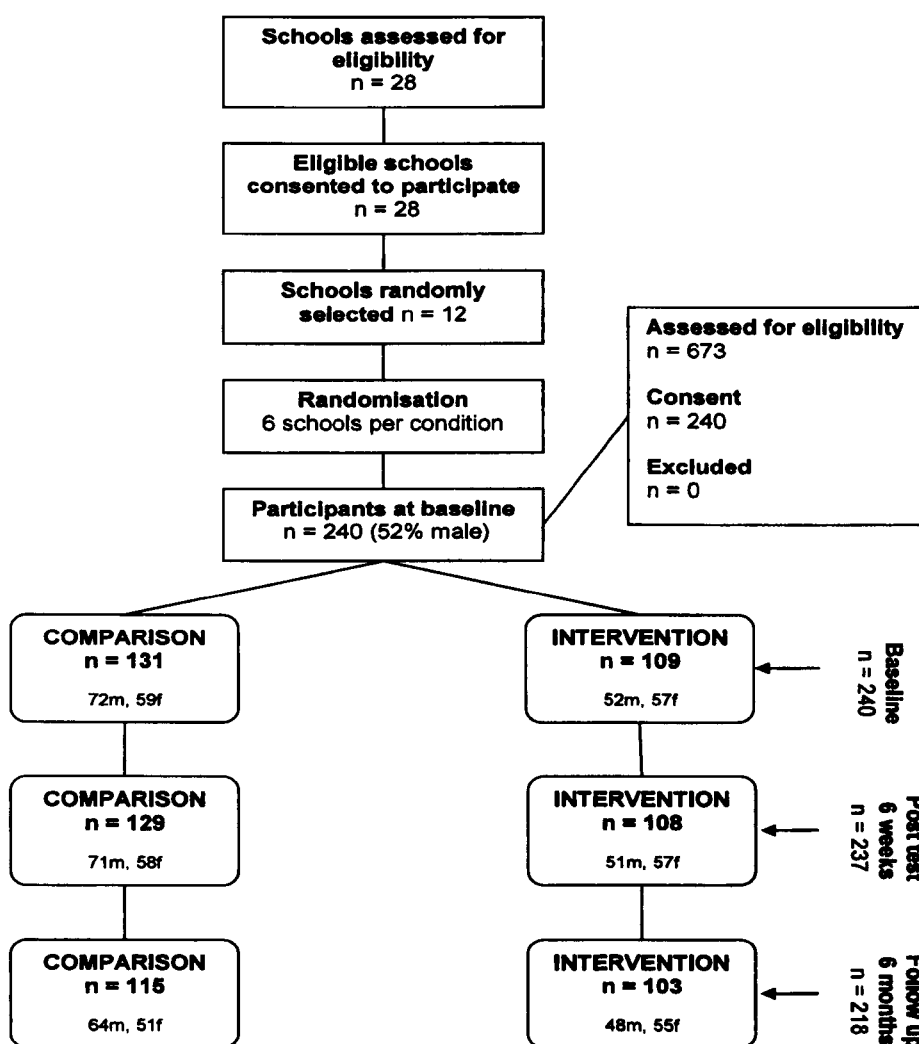 Schools assessed for
eligibility
n = 28
Eligible schools
consented to participate
n = 28
Schools randomly
selected n = 12
Randomisation
6 schools per condition
Participants at baseline
n = 240 (52% male)
Assessed for eligibility
n = 673
Consent
n = 240
Excluded
n = 0
COMPARISON
n = 131
72m, 59f
INTERVENTION
n = 109
52m, 57f
Baseline
n = 240
COMPARISON
n = 129
71m, 58f
INTERVENTION
n = 108
51m, 57f
Post test
6 weeks
n = 237
COMPARISON
n = 115
64m, 51f
INTERVENTION
n = 103
48m, 55f
Follow up
6 months
n = 218